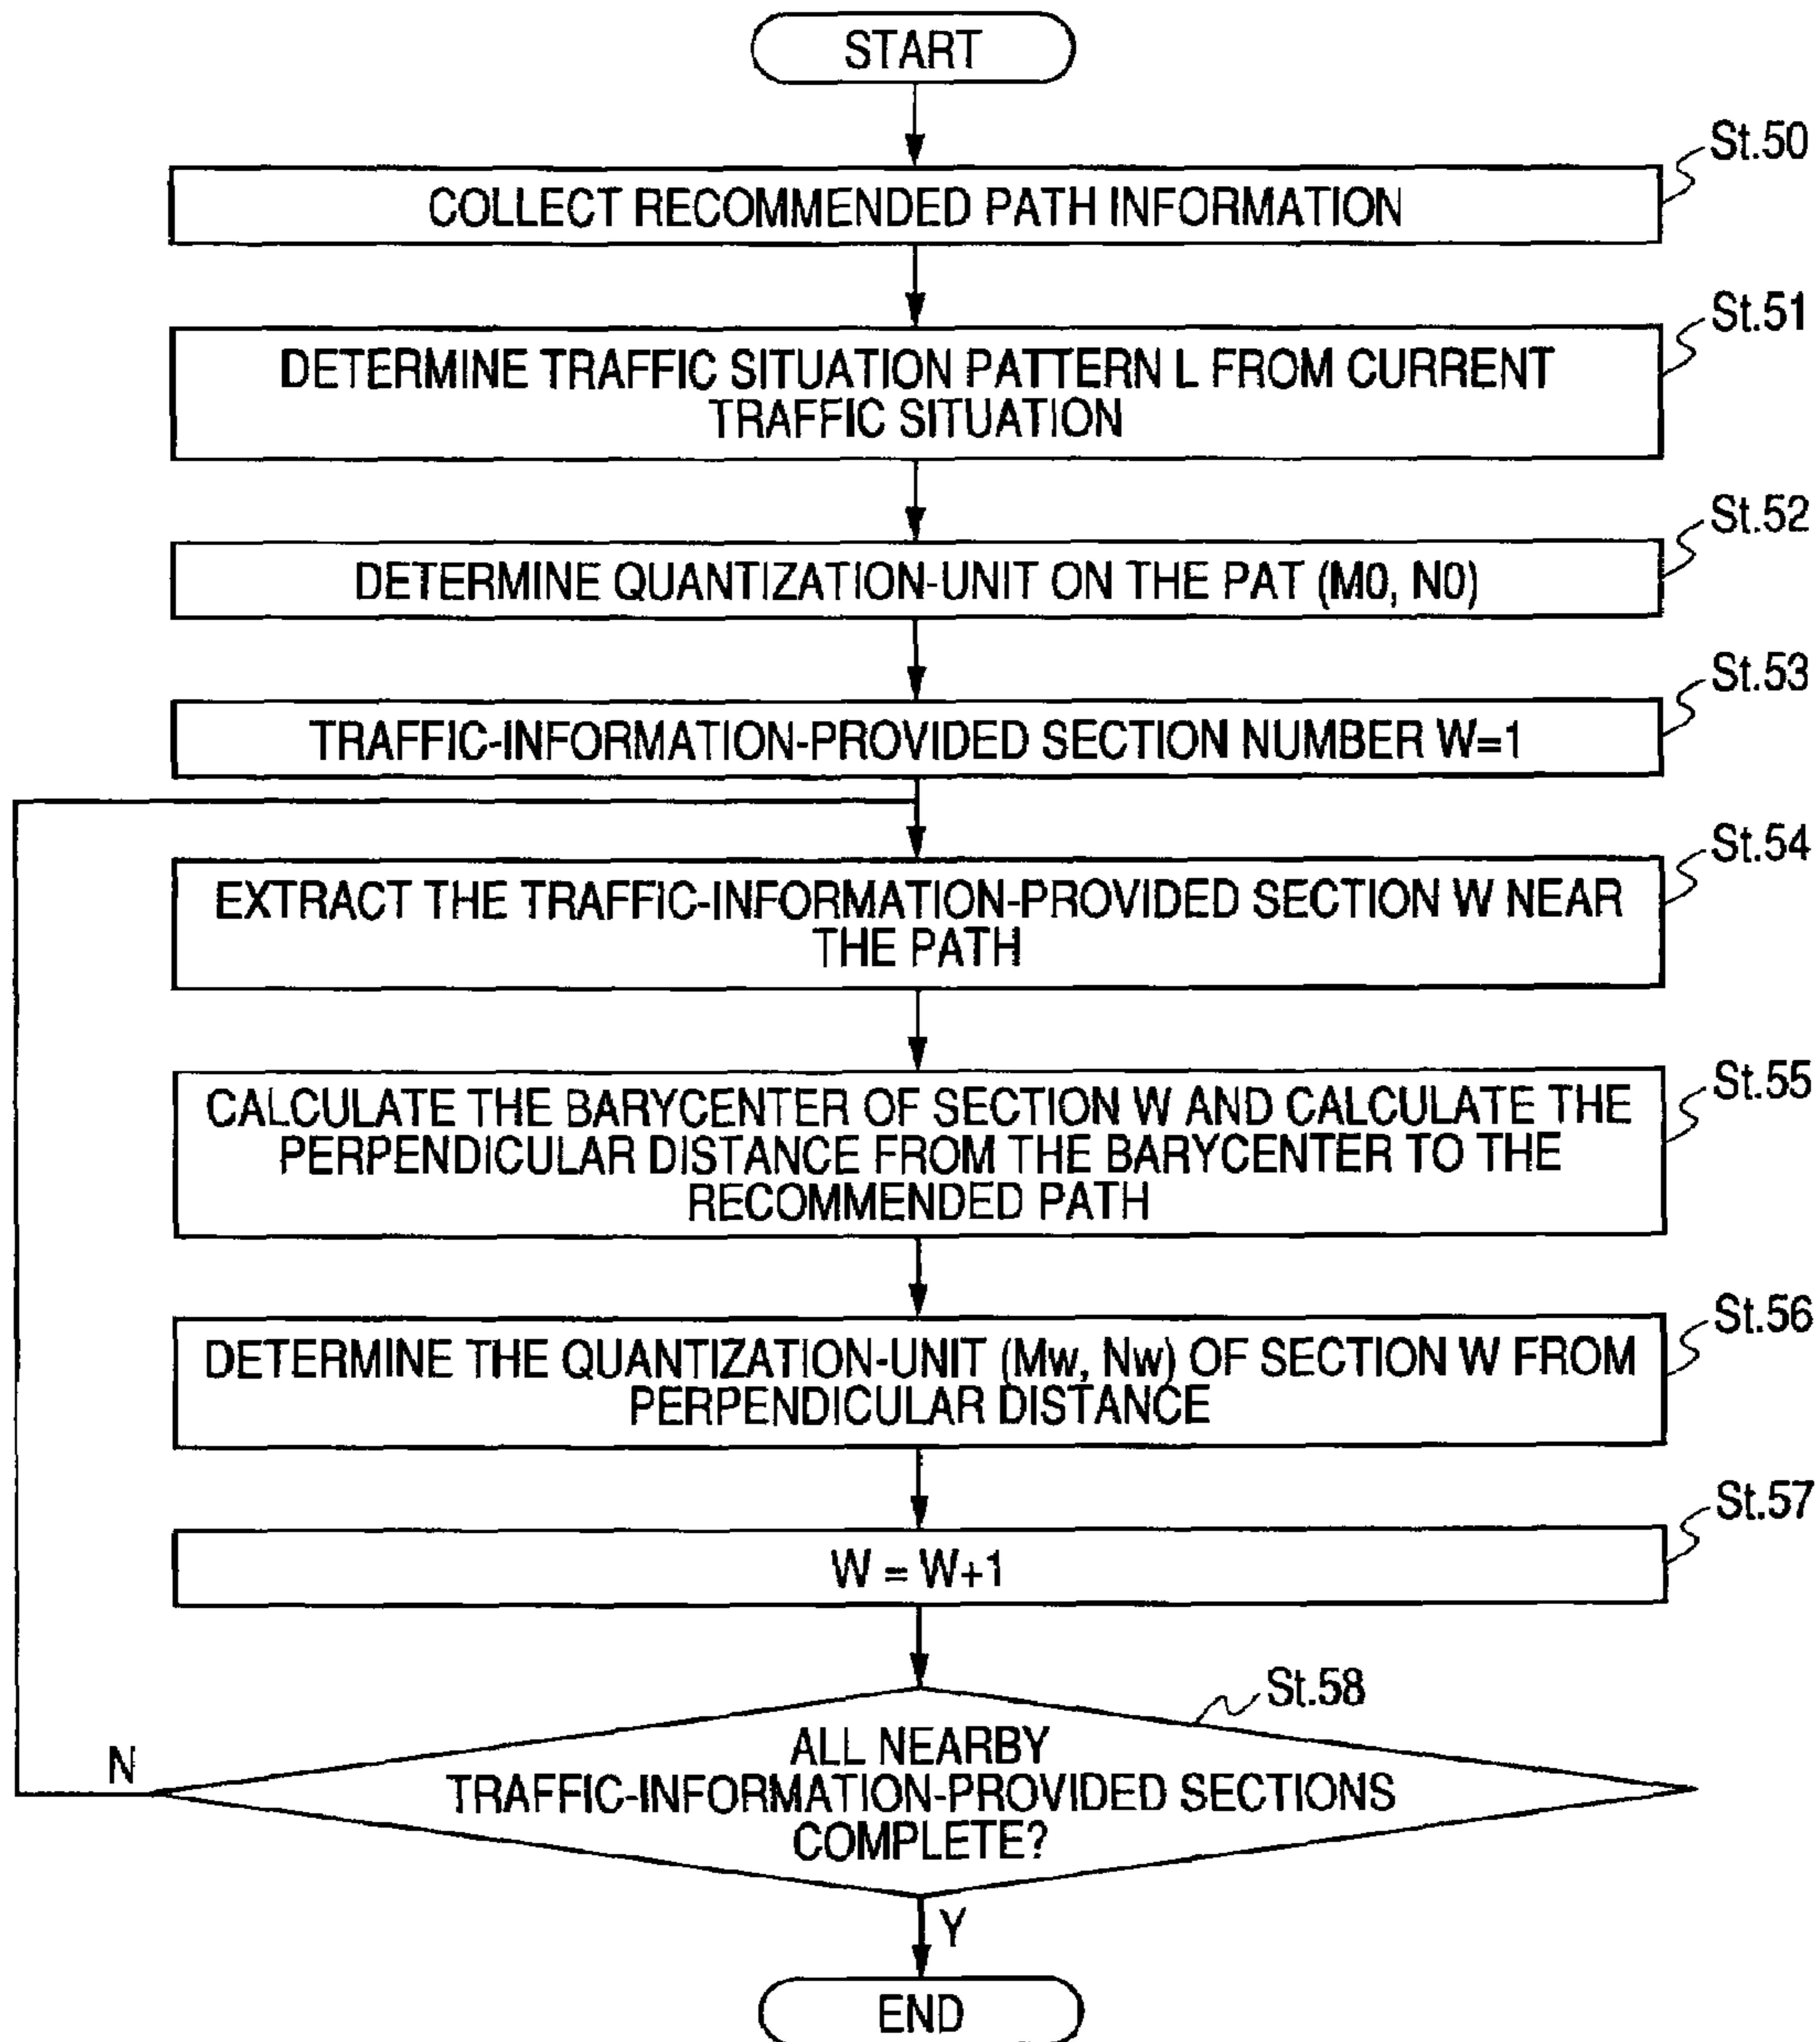 START
St.50
COLLECT RECOMMENDED PATH INFORMATION
St.51
DETERMINE TRAFFIC SITUATION PATTERN L FROM CURRENT
TRAFFIC SITUATION
St.52
DETERMINE QUANTIZATION-UNIT ON THE PAT (M0, N0)
St.53
TRAFFIC-INFORMATION-PROVIDED SECTION NUMBER W=1
St.54
EXTRACT THE TRAFFIC-INFORMATION-PROVIDED SECTION W NEAR
THE PATH
St.55
CALCULATE THE BARYCENTER OF SECTION W AND CALCULATE THE
PERPENDICULAR DISTANCE FROM THE BARYCENTER TO THE
RECOMMENDED PATH
St.56
DETERMINE THE QUANTIZATION-UNIT (Mw, Nw) OF SECTION W FROM
PERPENDICULAR DISTANCE
St.57
W = W+1
St.58
ALL NEARBY
TRAFFIC-INFORMATION-PROVIDED SECTIONS
COMPLETE?
N
Y
END